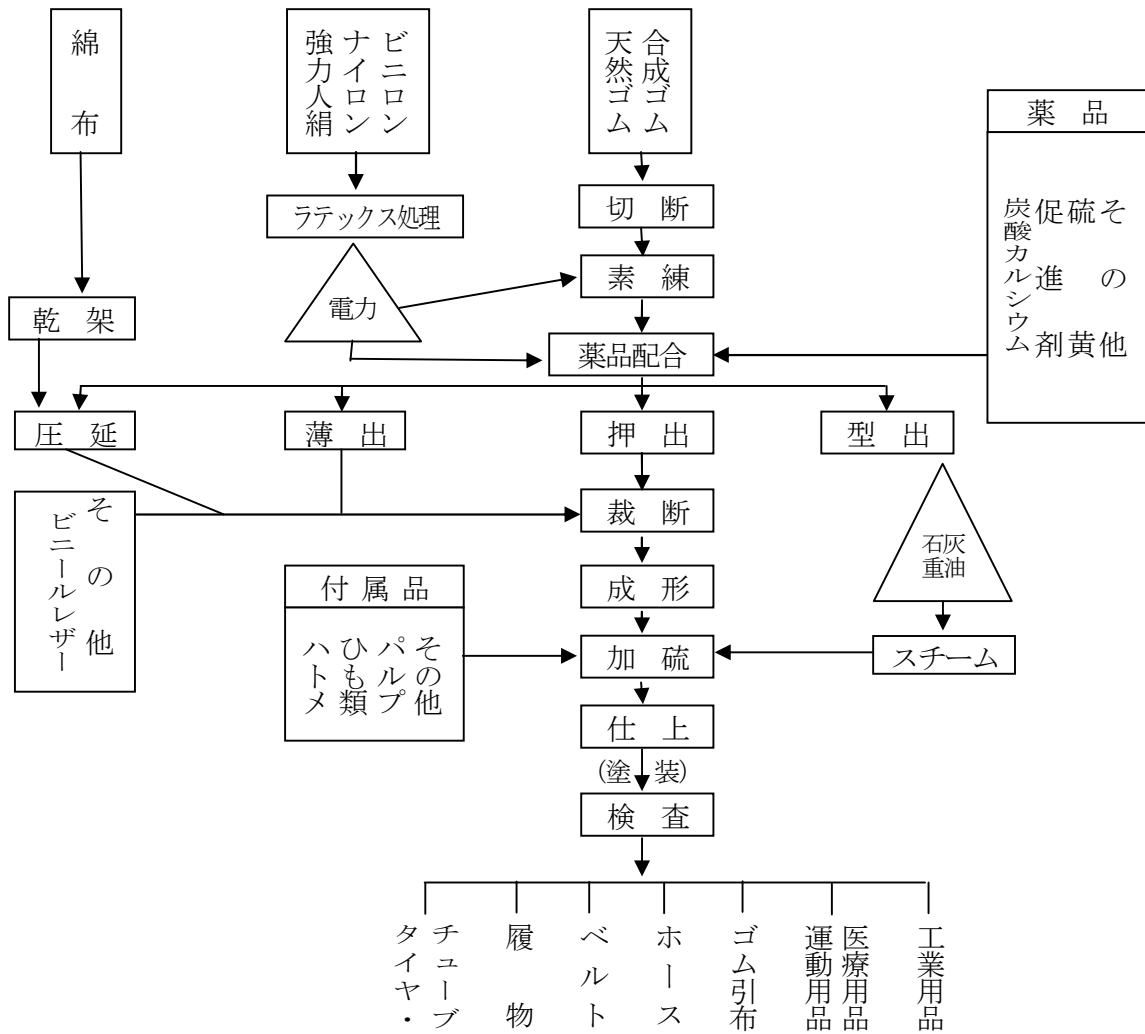 綿布
ビニロン
ナイロン
強力人絹
合成ゴム
天然ゴム
薬品
その他
硫黄
促進剤
炭酸カルシウム
ラテックス処理
切断
素練
電力
乾架
薬品配合
圧延
薄出
押出
型出
その他
ビニールレザー
裁断
石灰
重油
付属品
その他
パルプ
ひも類
ハトメ
成形
加硫
スチーム
仕上
(塗装)
検査
チューブ
タイヤ・
履物
ベルト
ホース
ゴム引布
医療用品
運動用品
工業用品